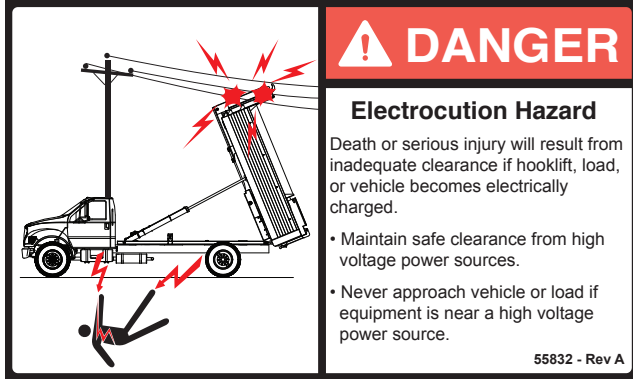 DANGER
Electrocution Hazard
Death or serious injury will result from
inadequate clearance if hooklift, load,
or vehicle becomes electrically
charged.
• Maintain safe clearance from high
voltage power sources.
• Never approach vehicle or load if
equipment is near a high voltage
power source.
55832 - Rev A